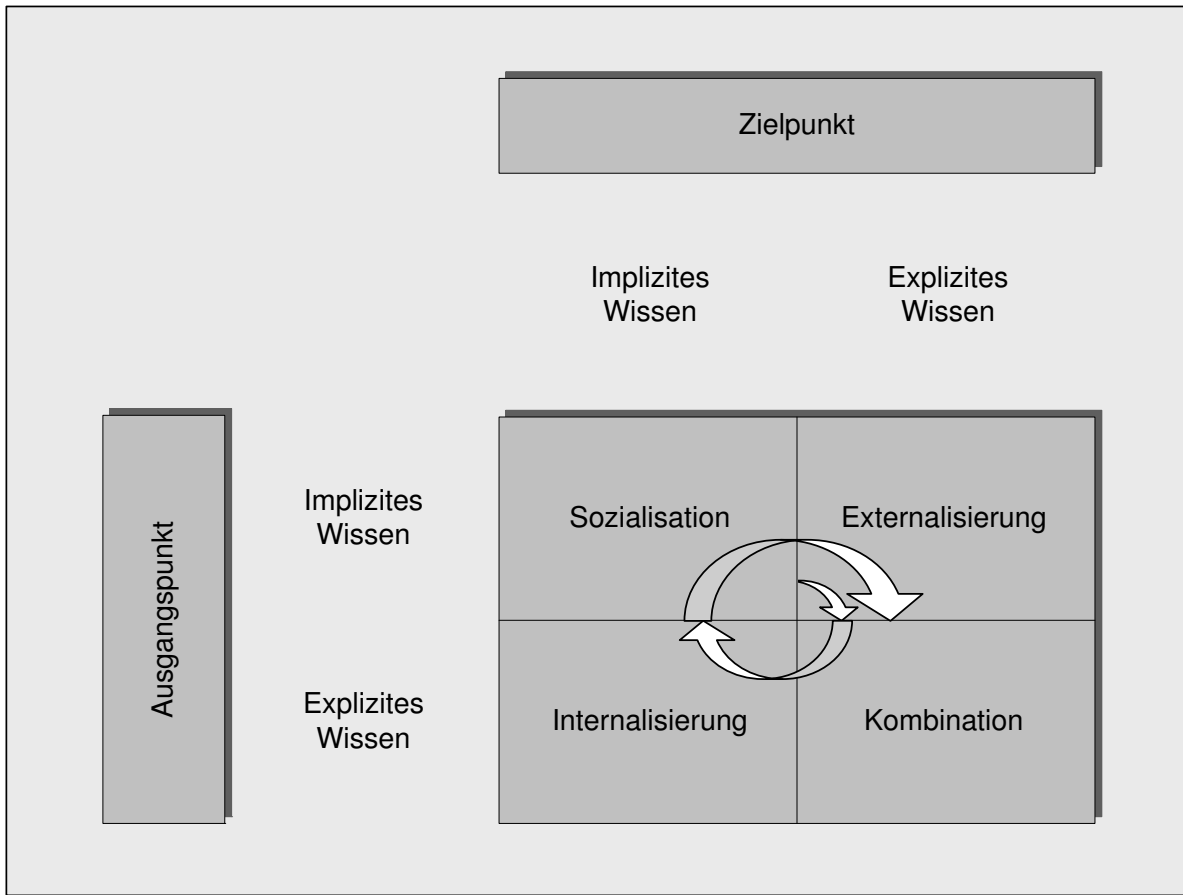 Zielpunkt
Implizites
Wissen
Explizites
Wissen
Ausgangspunkt
Implizites
Wissen
Sozialisation
Externalisierung
Explizites
Wissen
Internalisierung
Kombination